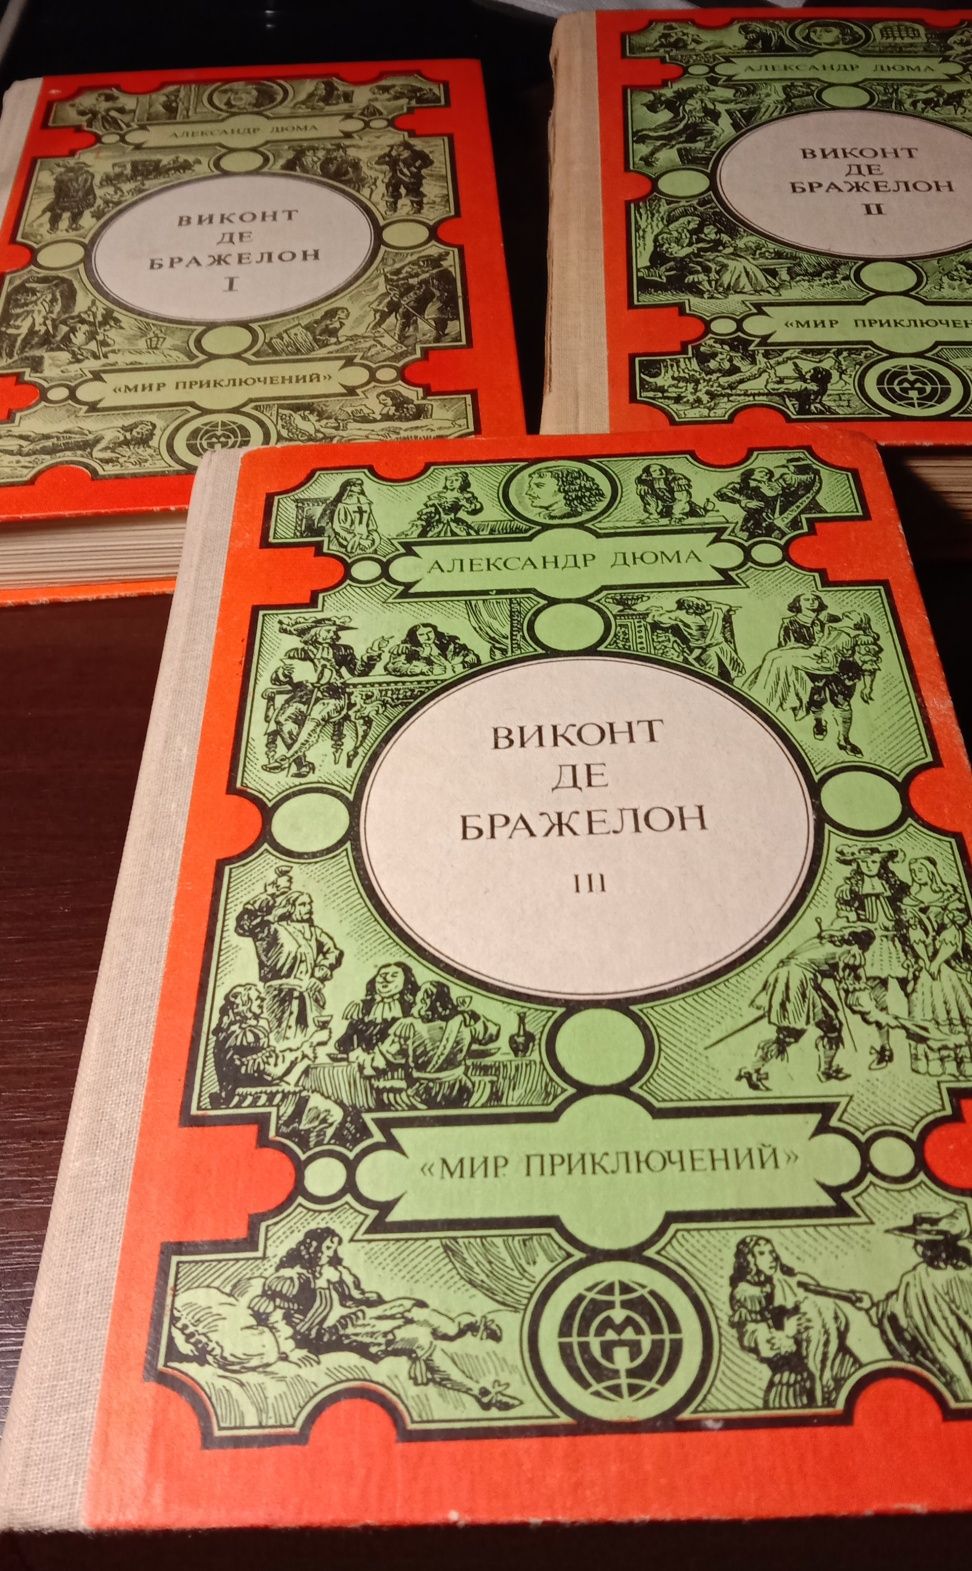 АЛЕКСАНДР ДЮМА
ВИКОНТ
ДЕ
БРАЖЕЛОН
I
«МИР ПРИКЛЮЧЕНИЙ»
АЛЕКСАНДР ДЮМА
ВИКОНТ
ДЕ
БРАЖЕЛОН
II
«МИР
АЛЕКСАНДР ДЮМА
ВИКОНТ
ДЕ
БРАЖЕЛОН
III
«МИР ПРИКЛЮЧЕНИЙ»